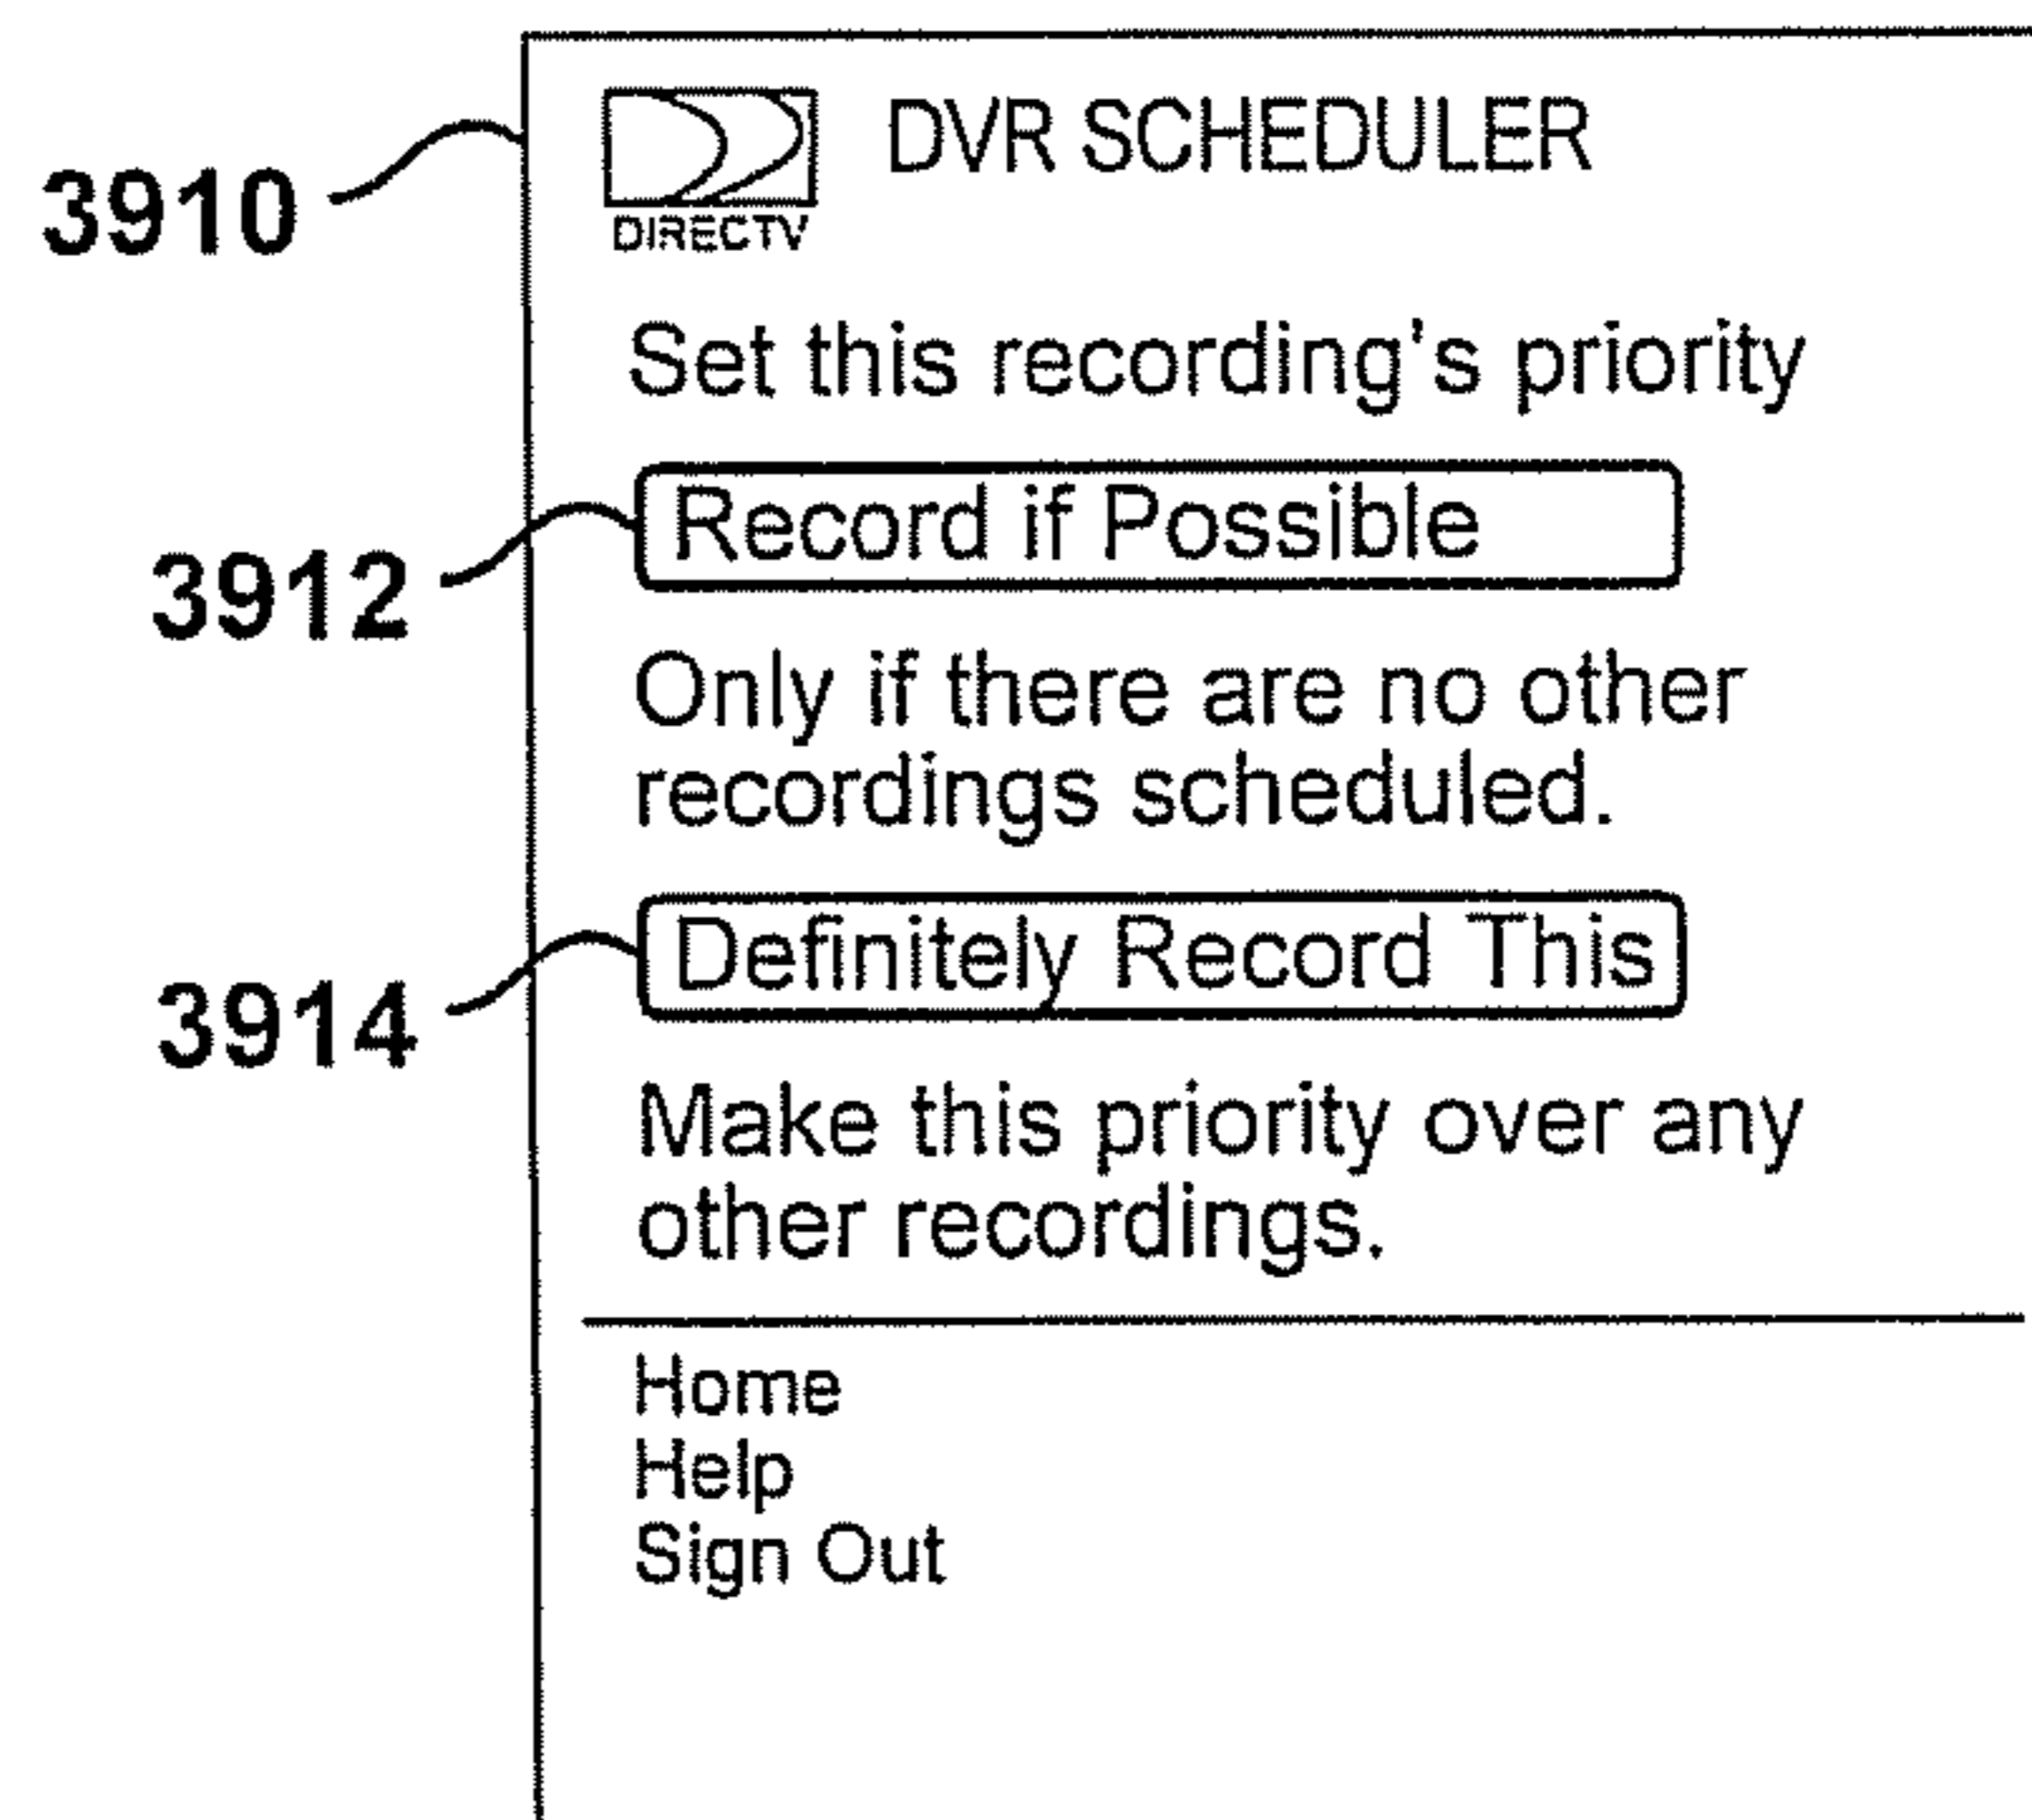 3910
DVR SCHEDULER
DIRECTV
Set this recording's priority
3912
Record if Possible
Only if there are no other
recordings scheduled.
3914
Definitely Record This
Make this priority over any
other recordings.
Home
Help
Sign Out